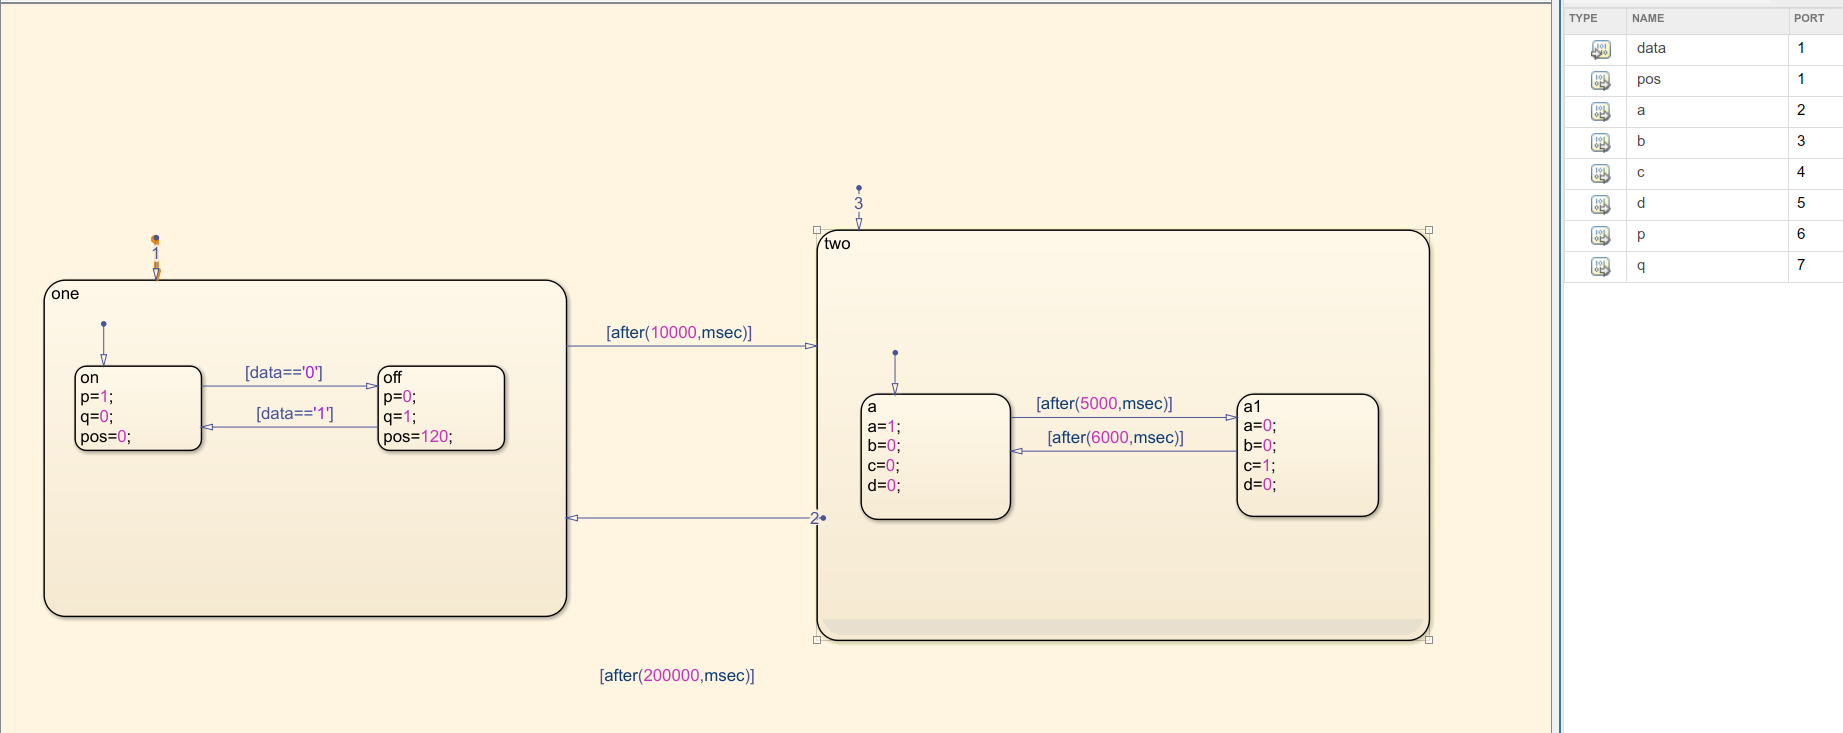 TYPE NAME PORT
data 1
pos 1
a 2
b 3
c 4
d 5
p 6
q 7
1
one
on
p=1;
q=0;
pos=0;
[data=='0']
[data=='1']
off
p=0;
q=1;
pos=120;
[after(10000,msec)]
2
[after(200000,msec)]
3
two
a
a=1;
b=0;
c=0;
d=0;
[after(5000,msec)]
[after(6000,msec)]
a1
a=0;
b=0;
c=1;
d=0;